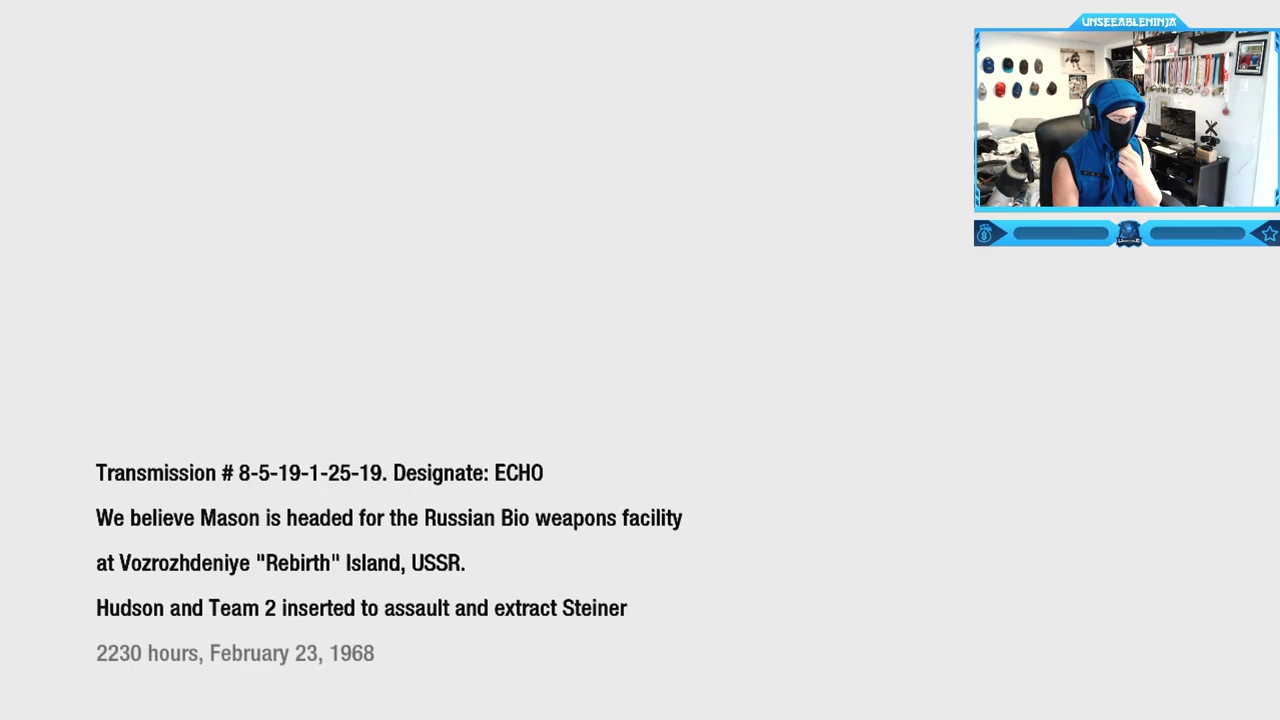 UNSEEABLENINJA
Transmission # 8-5-19-1-25-19. Designate: ECHO
We believe Mason is headed for the Russian Bio weapons facility
at Vozrozhdeniye "Rebirth" Island, USSR.
Hudson and Team 2 inserted to assault and extract Steiner
2230 hours, February 23, 1968